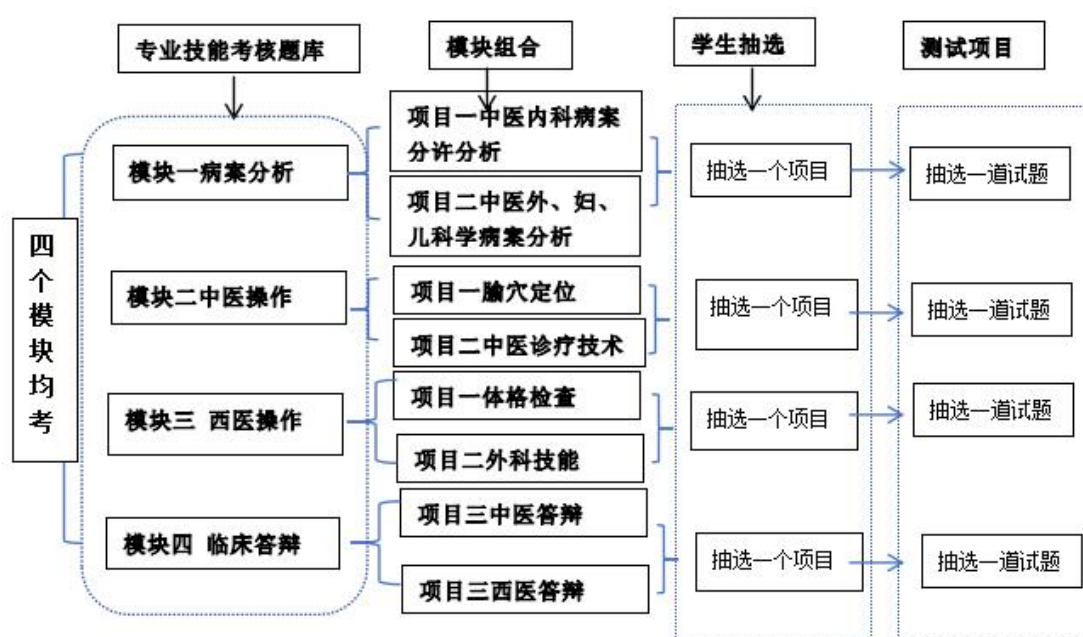 专业技能考核题库
模块组合
学生抽选
测试项目
四个模块均考
模块一病案分析
项目一中医内科病案
分许分析
项目二中医外、妇、
儿科学病案分析
抽选一个项目
抽选一道试题
模块二中医操作
项目一腧穴定位
项目二中医诊疗技术
抽选一个项目
抽选一道试题
模块三 西医操作
项目一体格检查
项目二外科技能
抽选一个项目
抽选一道试题
模块四 临床答辩
项目三中医答辩
项目三西医答辩
抽选一个项目
抽选一道试题